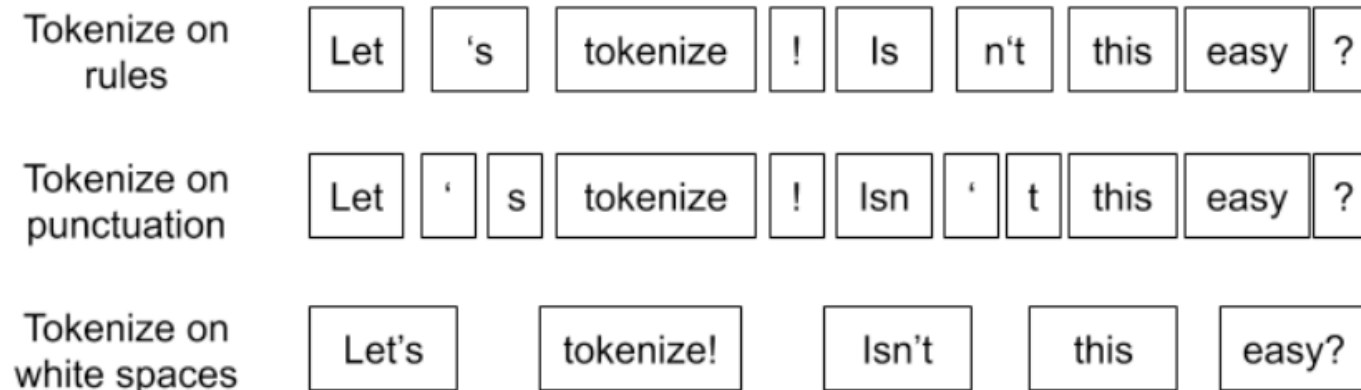 Tokenize on
rules
Let ‘s tokenize ! Is n‘t this easy ?
Tokenize on
punctuation
Let ‘ s tokenize ! Isn ‘ t this easy ?
Tokenize on
white spaces
Let's tokenize! Isn't this easy?